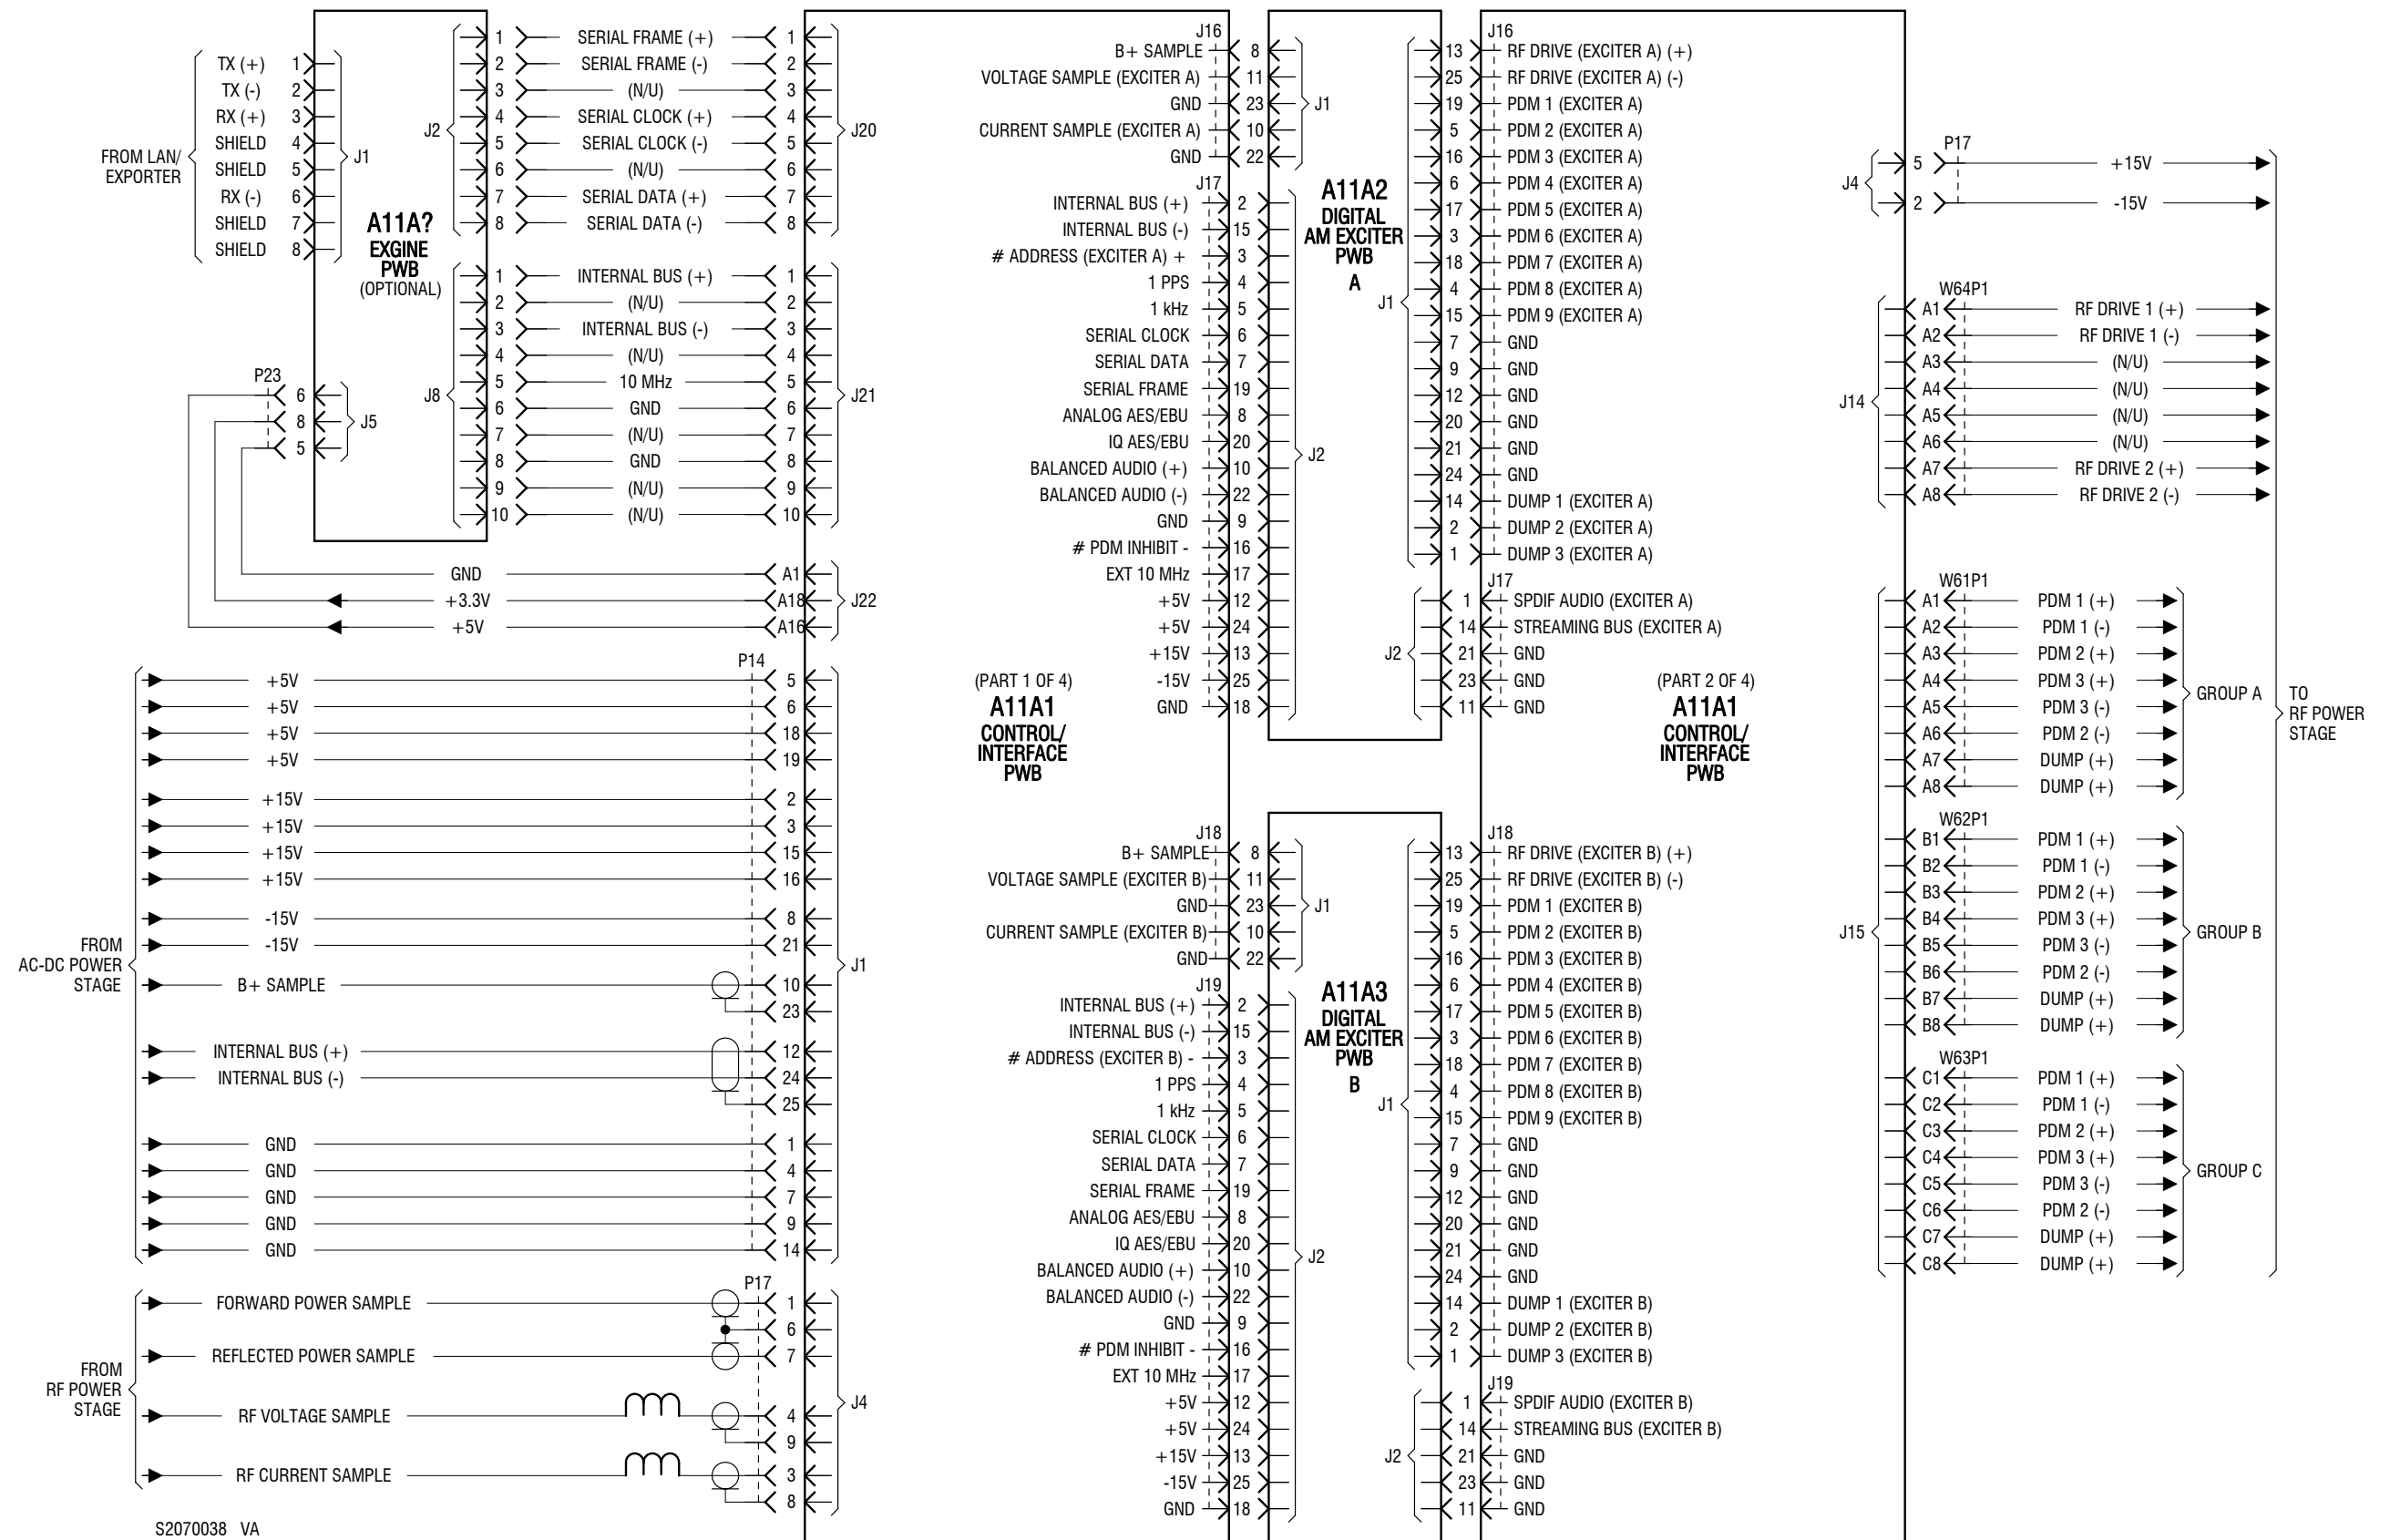 FROM LAN/
EXPORTER
TX (+) 1
TX (-) 2
RX (+) 3
SHIELD 4
SHIELD 5
RX (-) 6
SHIELD 7
SHIELD 8
J1
A11A?
EXGINE
PWB
(OPTIONAL)
J2
1 SERIAL FRAME (+) 1
2 SERIAL FRAME (-) 2
3 (N/U) 3
4 SERIAL CLOCK (+) 4
5 SERIAL CLOCK (-) 5
6 (N/U) 6
7 SERIAL DATA (+) 7
8 SERIAL DATA (-) 8
J20
J8
1 INTERNAL BUS (+) 1
2 (N/U) 2
3 INTERNAL BUS (-) 3
4 (N/U) 4
5 10 MHz 5
6 GND 6
7 (N/U) 7
8 GND 8
9 (N/U) 9
10 (N/U) 10
J21
P23
6
8
5
J5
GND A1
+3.3V A18
+5V A16
J22
FROM
AC-DC POWER
STAGE
P14
+5V 5
+5V 6
+5V 18
+5V 19
+15V 2
+15V 3
+15V 15
+15V 16
-15V 8
-15V 21
B+ SAMPLE 10
23
INTERNAL BUS (+) 12
INTERNAL BUS (-) 24
25
GND 1
GND 4
GND 7
GND 9
GND 14
J1
FROM
RF POWER
STAGE
P17
FORWARD POWER SAMPLE 1
6
REFLECTED POWER SAMPLE 7
RF VOLTAGE SAMPLE 4
9
RF CURRENT SAMPLE 3
8
J4
S2070038 VA
(PART 1 OF 4)
A11A1
CONTROL/
INTERFACE
PWB
J16
B+ SAMPLE 8
VOLTAGE SAMPLE (EXCITER A) 11
GND 23
CURRENT SAMPLE (EXCITER A) 10
GND 22
J1
J17
INTERNAL BUS (+) 2
INTERNAL BUS (-) 15
# ADDRESS (EXCITER A) + 3
1 PPS 4
1 kHz 5
SERIAL CLOCK 6
SERIAL DATA 7
SERIAL FRAME 19
ANALOG AES/EBU 8
IQ AES/EBU 20
BALANCED AUDIO (+) 10
BALANCED AUDIO (-) 22
GND 9
# PDM INHIBIT - 16
EXT 10 MHz 17
+5V 12
+5V 24
+15V 13
-15V 25
GND 18
J2
A11A2
DIGITAL
AM EXCITER
PWB
A
J16
13 RF DRIVE (EXCITER A) (+)
25 RF DRIVE (EXCITER A) (-)
19 PDM 1 (EXCITER A)
5 PDM 2 (EXCITER A)
16 PDM 3 (EXCITER A)
6 PDM 4 (EXCITER A)
17 PDM 5 (EXCITER A)
3 PDM 6 (EXCITER A)
18 PDM 7 (EXCITER A)
4 PDM 8 (EXCITER A)
15 PDM 9 (EXCITER A)
7 GND
9 GND
12 GND
20 GND
21 GND
24 GND
14 DUMP 1 (EXCITER A)
2 DUMP 2 (EXCITER A)
1 DUMP 3 (EXCITER A)
J1
J17
1 SPDIF AUDIO (EXCITER A)
14 STREAMING BUS (EXCITER A)
21 GND
23 GND
11 GND
J2
J18
B+ SAMPLE 8
VOLTAGE SAMPLE (EXCITER B) 11
GND 23
CURRENT SAMPLE (EXCITER B) 10
GND 22
J1
J19
INTERNAL BUS (+) 2
INTERNAL BUS (-) 15
# ADDRESS (EXCITER B) - 3
1 PPS 4
1 kHz 5
SERIAL CLOCK 6
SERIAL DATA 7
SERIAL FRAME 19
ANALOG AES/EBU 8
IQ AES/EBU 20
BALANCED AUDIO (+) 10
BALANCED AUDIO (-) 22
GND 9
# PDM INHIBIT - 16
EXT 10 MHz 17
+5V 12
+5V 24
+15V 13
-15V 25
GND 18
J2
A11A3
DIGITAL
AM EXCITER
PWB
B
J18
13 RF DRIVE (EXCITER B) (+)
25 RF DRIVE (EXCITER B) (-)
19 PDM 1 (EXCITER B)
5 PDM 2 (EXCITER B)
16 PDM 3 (EXCITER B)
6 PDM 4 (EXCITER B)
17 PDM 5 (EXCITER B)
3 PDM 6 (EXCITER B)
18 PDM 7 (EXCITER B)
4 PDM 8 (EXCITER B)
15 PDM 9 (EXCITER B)
7 GND
9 GND
12 GND
20 GND
21 GND
24 GND
14 DUMP 1 (EXCITER B)
2 DUMP 2 (EXCITER B)
1 DUMP 3 (EXCITER B)
J1
J19
1 SPDIF AUDIO (EXCITER B)
14 STREAMING BUS (EXCITER B)
21 GND
23 GND
11 GND
J2
(PART 2 OF 4)
A11A1
CONTROL/
INTERFACE
PWB
P17
5 +15V
2 -15V
J4
W64P1
A1 RF DRIVE 1 (+)
A2 RF DRIVE 1 (-)
A3 (N/U)
A4 (N/U)
A5 (N/U)
A6 (N/U)
A7 RF DRIVE 2 (+)
A8 RF DRIVE 2 (-)
J14
W61P1
A1 PDM 1 (+)
A2 PDM 1 (-)
A3 PDM 2 (+)
A4 PDM 3 (+)
A5 PDM 3 (-)
A6 PDM 2 (-)
A7 DUMP (+)
A8 DUMP (+)
GROUP A
W62P1
B1 PDM 1 (+)
B2 PDM 1 (-)
B3 PDM 2 (+)
B4 PDM 3 (+)
B5 PDM 3 (-)
B6 PDM 2 (-)
B7 DUMP (+)
B8 DUMP (+)
GROUP B
J15
W63P1
C1 PDM 1 (+)
C2 PDM 1 (-)
C3 PDM 2 (+)
C4 PDM 3 (+)
C5 PDM 3 (-)
C6 PDM 2 (-)
C7 DUMP (+)
C8 DUMP (+)
GROUP C
TO
RF POWER
STAGE